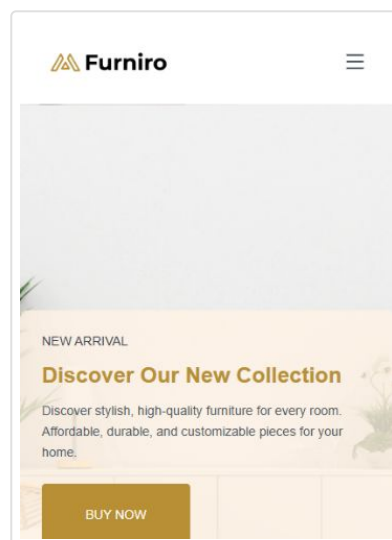 Furniro
NEW ARRIVAL
Discover Our New Collection
Discover stylish, high-quality furniture for every room.
Affordable, durable, and customizable pieces for your
home.
BUY NOW